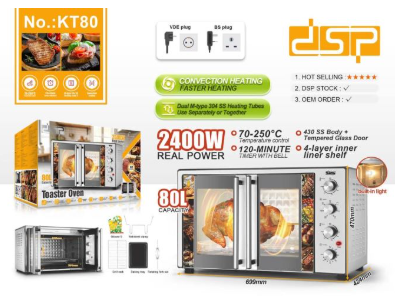 No.:KT80
VDE plug
BS plug
dsp
CONVECTION HEATING
FASTER HEATING
Dual M-type 304 SS Heating Tubes
Use Separately or Together
1. HOT SELLING : ★★★★★
2. DSP STOCK : √
3. OEM ORDER : √
2400W
REAL POWER
70-250°C
Temperature control
120-MINUTE
TIMER WITH BELL
430 SS Body +
Tempered Glass Door
4-layer inner
liner shelf
80L
CAPACITY
Built-in light
Toaster Oven
80L
699mm
470mm